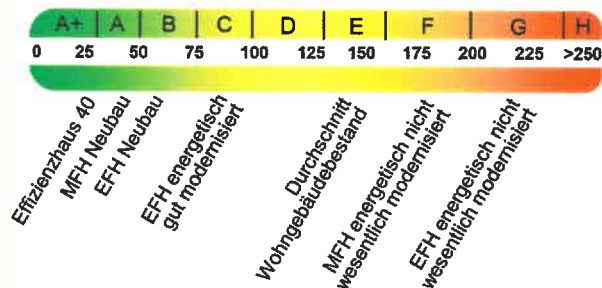 A+ A B C D E F G H
0 25 50 75 100 125 150 175 200 225 >250
Effizienzhaus 40
MFH Neubau
EFH Neubau
EFH energetisch
gut modernisiert
Durchschnitt
Wohngebäudebestand
MFH energetisch nicht
wesentlich modernisiert
EFH energetisch nicht
wesentlich modernisiert